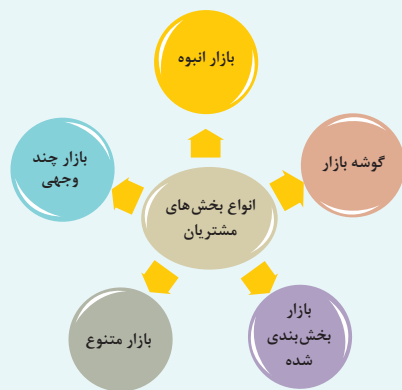 بازار انبوه
گوشه بازار
بازار چند
وجهی
انواع بخش‌های
مشتریان
بازار
بخش‌بندی
شده
بازار متنوع